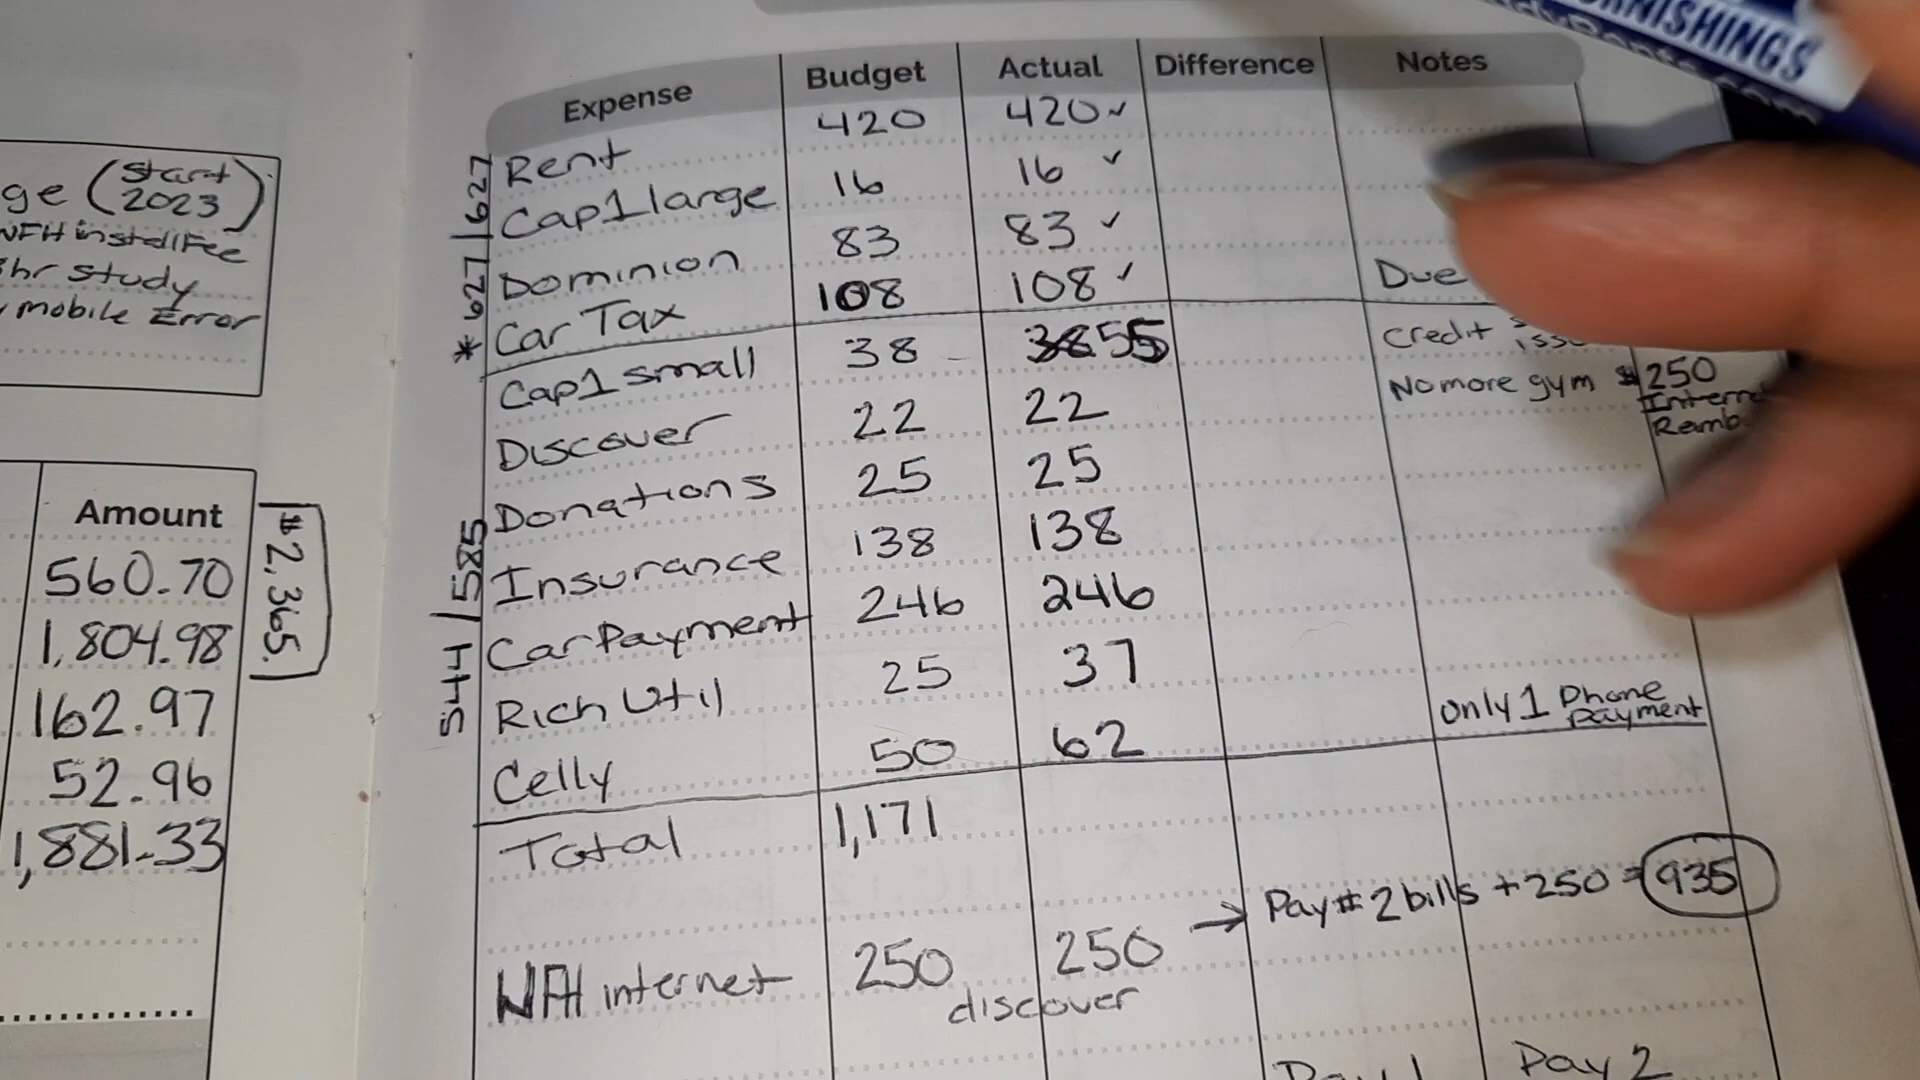 ge (Start 2023)
WFH install Fee
hr Study
mobile Error
Amount
560.70
1,804.98
162.97
52.96
1,881.33
$2,365.
* 627 | 627
544 | 585
Expense Budget Actual Difference Notes
Rent 420 420 ✓
Cap1 large 16 16 ✓
Dominion 83 83 ✓
Car Tax 108 108 ✓ Due
Cap1 small 38 38 55 Credit
Discover 22 22 No more gym $250
Donations 25 25
Insurance 138 138
Car Payment 246 246
Rich Util 25 37
Celly 50 62 only 1 Phone Payment
Total 1,171
→ Pay #2 bills + 250 = 935
WFH internet 250 250
discover
Pay 1 Pay 2
NISHINGS